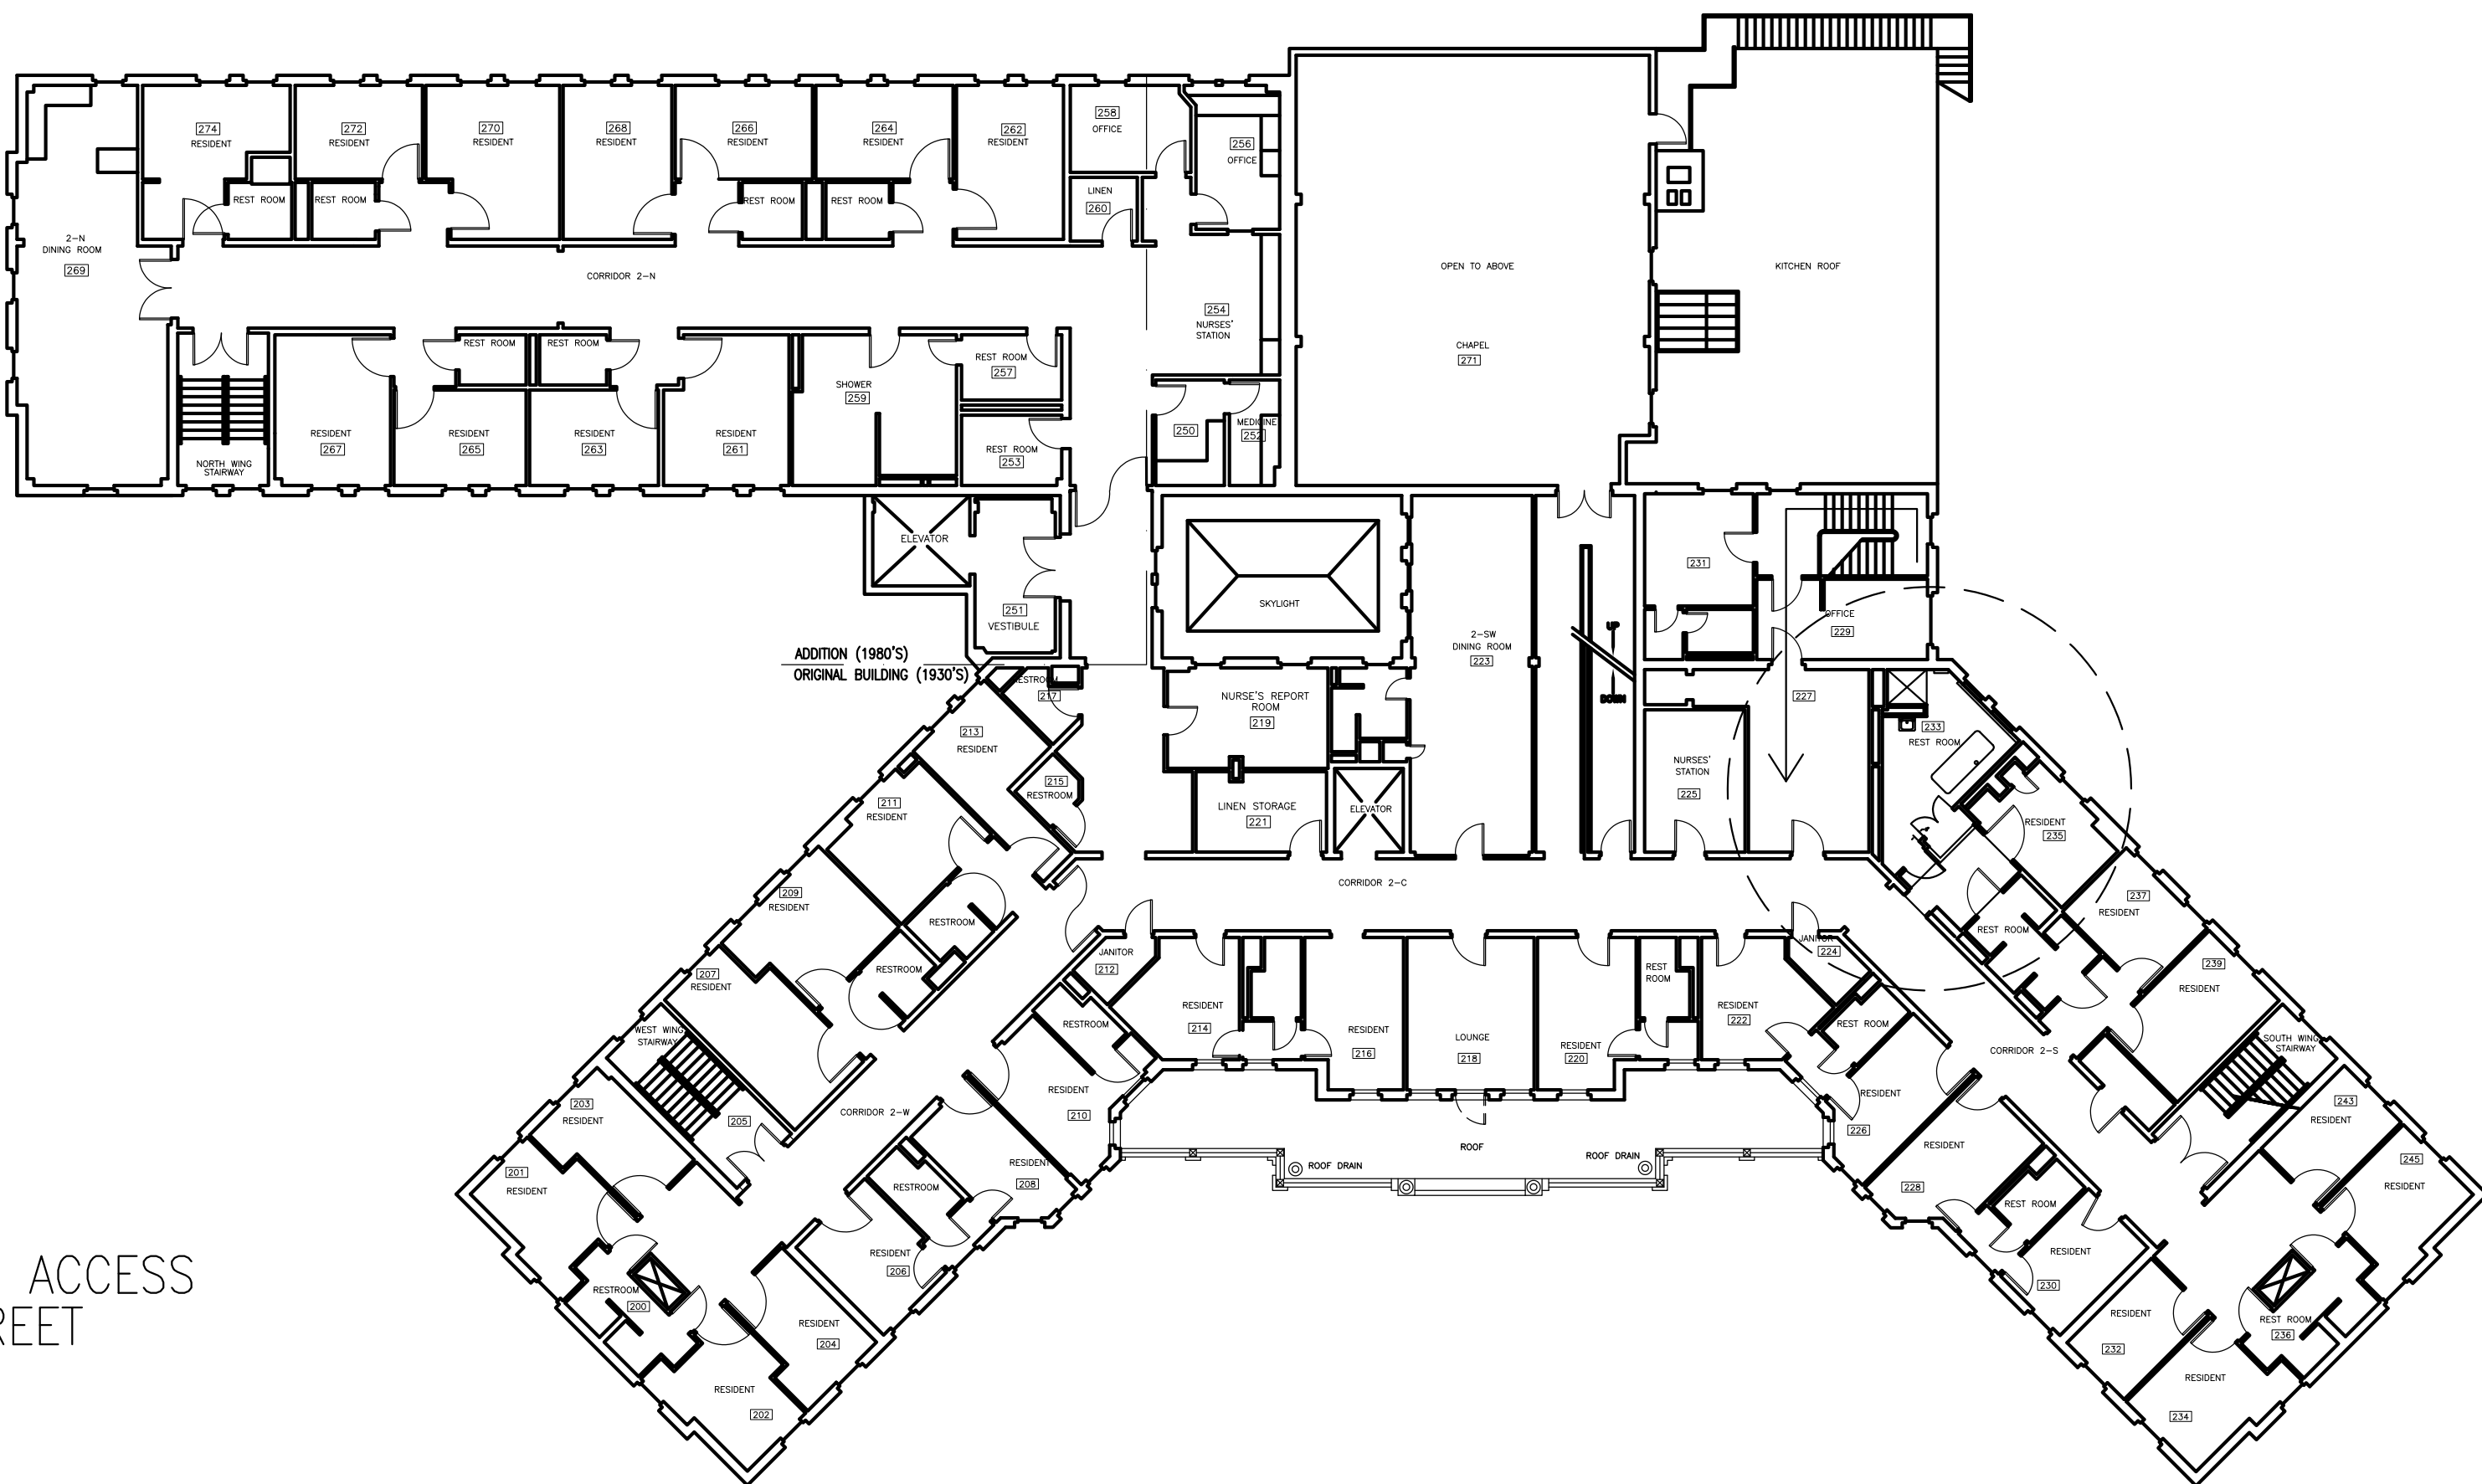 274
RESIDENT
272
RESIDENT
270
RESIDENT
268
RESIDENT
266
RESIDENT
264
RESIDENT
262
RESIDENT
258
OFFICE
256
OFFICE
REST ROOM
REST ROOM
REST ROOM
REST ROOM
LINEN
260
2-N
DINING ROOM
269
CORRIDOR 2-N
254
NURSES'
STATION
OPEN TO ABOVE
KITCHEN ROOF
CHAPEL
271
REST ROOM
REST ROOM
REST ROOM
257
SHOWER
259
RESIDENT
267
RESIDENT
265
RESIDENT
263
RESIDENT
261
REST ROOM
253
250
MEDICINE
252
NORTH WING
STAIRWAY
ELEVATOR
251
VESTIBULE
SKYLIGHT
2-SW
DINING ROOM
223
UP
DOWN
231
OFFICE
229
227
ADDITION (1980'S)
ORIGINAL BUILDING (1930'S)
RESTROOM
217
213
RESIDENT
NURSE'S REPORT
ROOM
219
215
RESTROOM
LINEN STORAGE
221
ELEVATOR
NURSES'
STATION
225
233
REST ROOM
RESIDENT
235
211
RESIDENT
209
RESIDENT
RESTROOM
RESTROOM
207
RESIDENT
CORRIDOR 2-C
237
RESIDENT
REST ROOM
239
RESIDENT
JANITOR
212
JANITOR
224
RESIDENT
214
RESIDENT
216
LOUNGE
218
RESIDENT
220
REST
ROOM
RESIDENT
222
REST ROOM
RESTROOM
WEST WING
STAIRWAY
CORRIDOR 2-S
SOUTH WING
STAIRWAY
203
RESIDENT
205
CORRIDOR 2-W
RESIDENT
210
RESIDENT
226
243
RESIDENT
ROOF
ROOF DRAIN
ROOF DRAIN
201
RESIDENT
RESTROOM
RESIDENT
208
RESIDENT
228
REST ROOM
245
RESIDENT
RESIDENT
206
RESIDENT
230
RESTROOM
200
RESIDENT
204
RESIDENT
232
REST ROOM
236
RESIDENT
202
RESIDENT
234
ACCESS
REET